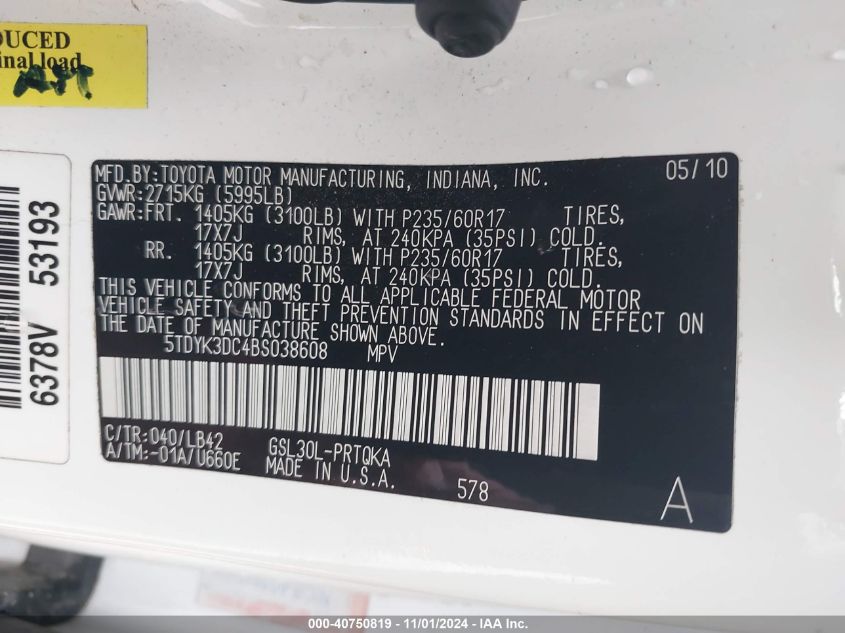 DUCED
inal load
6378V 53193
MFD.BY:TOYOTA MOTOR MANUFACTURING, INDIANA, INC. 05/10
GVWR:2715KG (5995LB)
GAWR:FRT. 1405KG (3100LB) WITH P235/60R17 TIRES,
17X7J RIMS, AT 240KPA (35PSI) COLD.
RR. 1405KG (3100LB) WITH P235/60R17 TIRES,
17X7J RIMS, AT 240KPA (35PSI) COLD.
THIS VEHICLE CONFORMS TO ALL APPLICABLE FEDERAL MOTOR
VEHICLE SAFETY AND THEFT PREVENTION STANDARDS IN EFFECT ON
THE DATE OF MANUFACTURE SHOWN ABOVE.
5TDYK3DC4BS038608 MPV
C/TR:040/LB42 GSL30L-PRTQKA
A/TM:-01A/U660E MADE IN U.S.A.
578 A
000-40750819 - 11/01/2024 - IAA Inc.